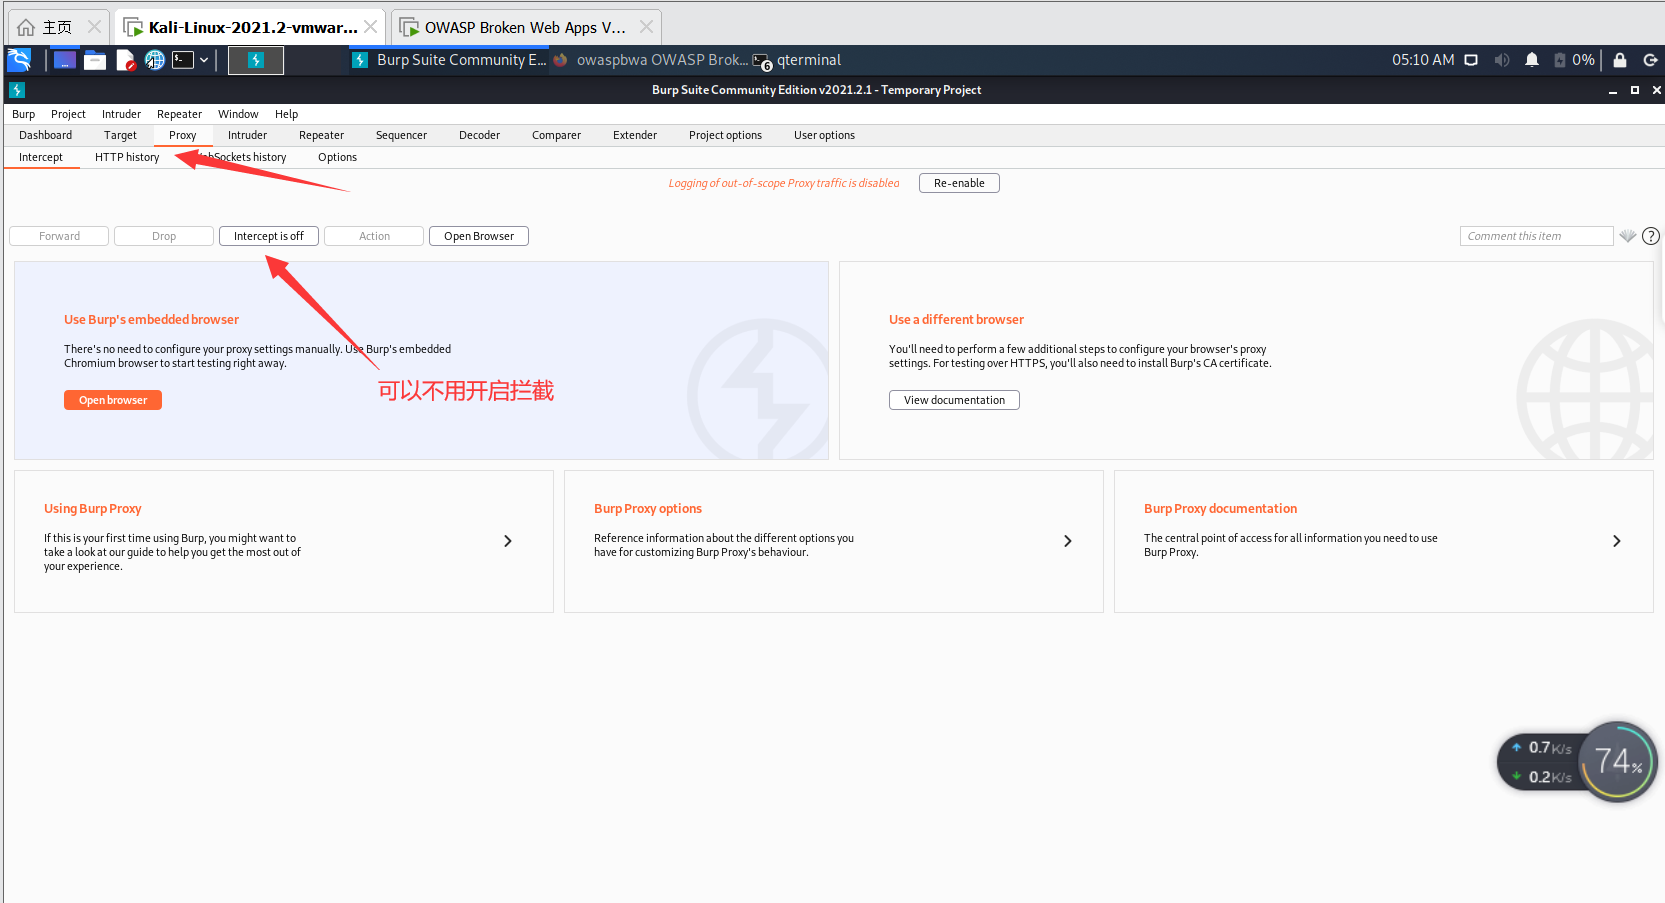 主页
Kali-Linux-2021.2-vmwar...
OWASP Broken Web Apps V...
Burp Suite Community E...
owaspbwa OWASP Brok...
6
qterminal
05:10 AM
0%
Burp Suite Community Edition v2021.2.1 - Temporary Project
Burp Project Intruder Repeater Window Help
Dashboard Target Proxy Intruder Repeater Sequencer Decoder Comparer Extender Project options User options
Intercept HTTP history bSockets history Options
Logging of out-of-scope Proxy traffic is disabled Re-enable
Forward Drop Intercept is off Action Open Browser Comment this item ?
Use Burp's embedded browser
There's no need to configure your proxy settings manually. Use Burp's embedded
Chromium browser to start testing right away.
Open browser
可以不用开启拦截
Use a different browser
You'll need to perform a few additional steps to configure your browser's proxy
settings. For testing over HTTPS, you'll also need to install Burp's CA certificate.
View documentation
Using Burp Proxy
If this is your first time using Burp, you might want to
take a look at our guide to help you get the most out of
your experience.
Burp Proxy options
Reference information about the different options you
have for customizing Burp Proxy's behaviour.
Burp Proxy documentation
The central point of access for all information you need to use
Burp Proxy.
0.7K/s
0.2K/s
74%